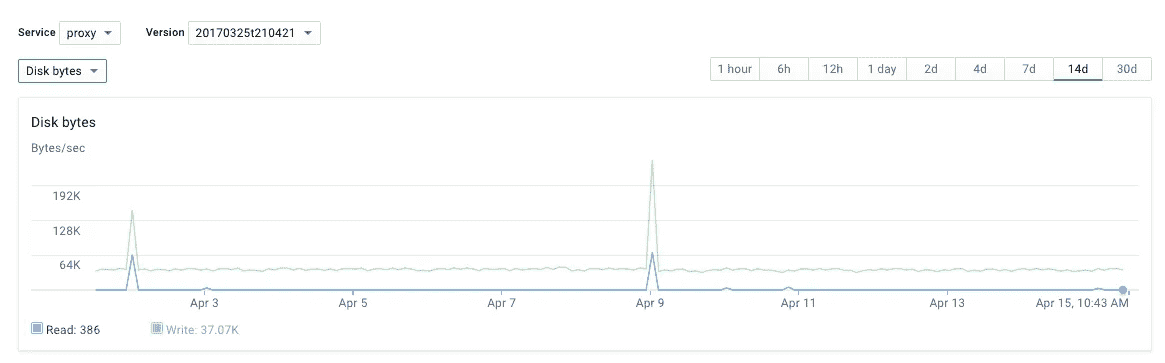 Service proxy Version 20170325t210421
Disk bytes 1 hour 6h 12h 1 day 2d 4d 7d 14d 30d
Disk bytes
Bytes/sec
192K
128K
64K
Apr 3 Apr 5 Apr 7 Apr 9 Apr 11 Apr 13 Apr 15, 10:43 AM
Read: 386 Write: 37.07K